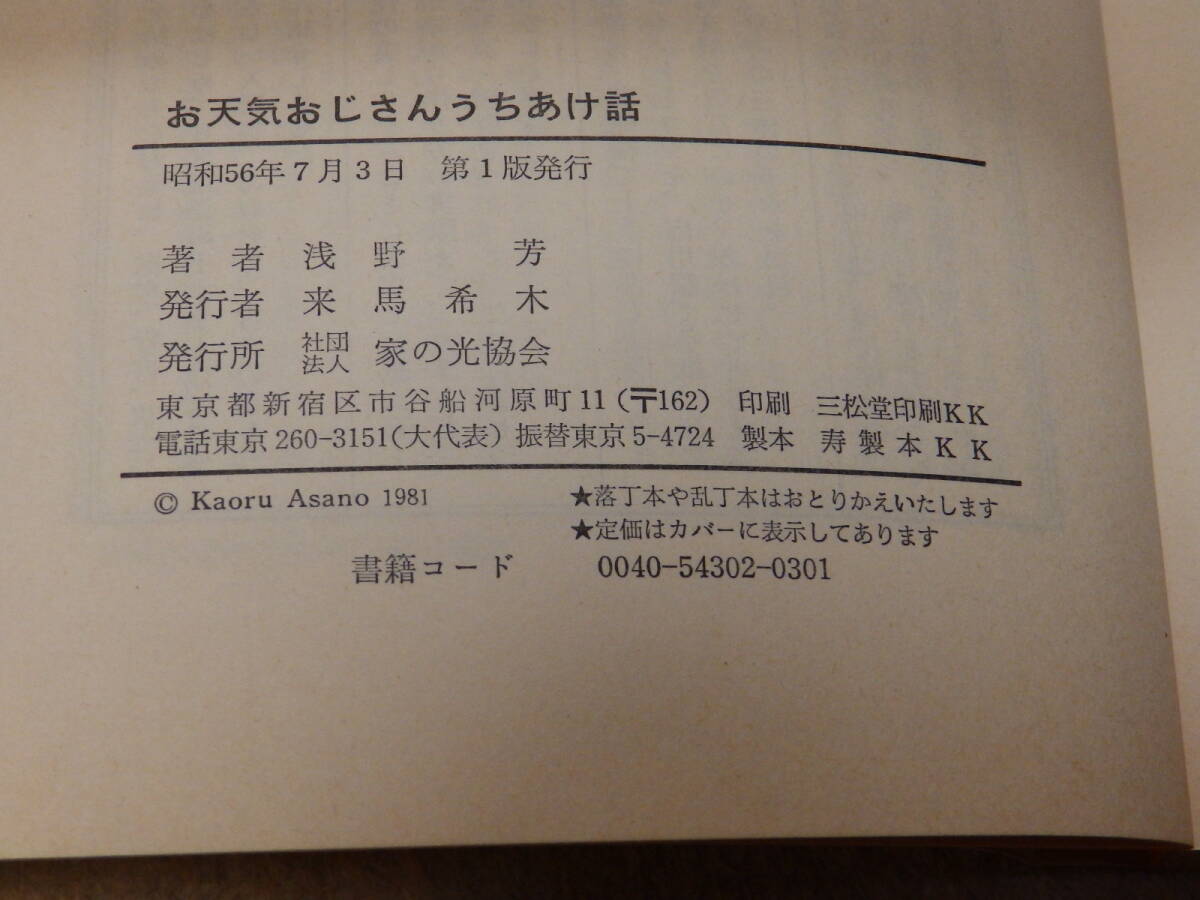 お天気おじさんうちあけ話
昭和56年7月3日　第1版発行
著者　浅野　芳
発行者　来馬希木
発行所　社団法人　家の光協会
東京都新宿区市谷船河原町11（〒162）　印刷　三松堂印刷KK
電話東京260-3151（大代表）振替東京5-4724　製本　寿製本KK
© Kaoru Asano 1981　★落丁本や乱丁本はおとりかえいたします
★定価はカバーに表示してあります
書籍コード　0040-54302-0301